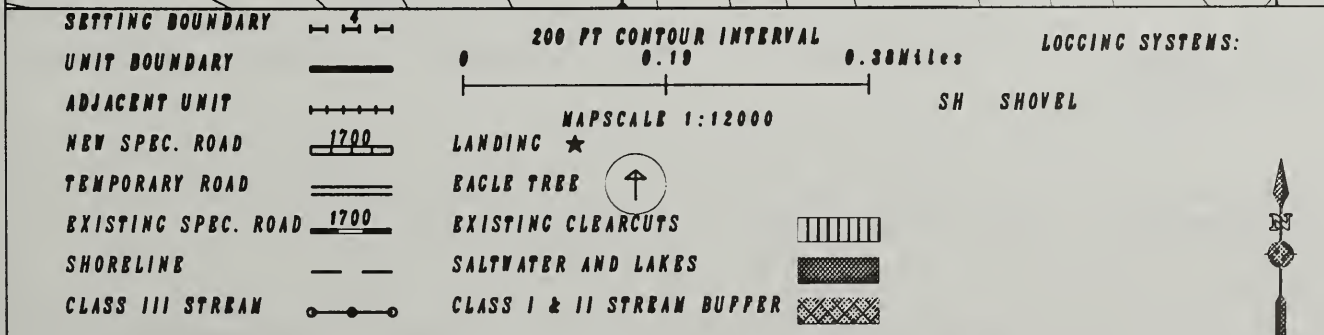 SETTING BOUNDARY 4
UNIT BOUNDARY
ADJACENT UNIT
NEW SPEC. ROAD 1700
TEMPORARY ROAD
EXISTING SPEC. ROAD 1700
SHORELINE
CLASS III STREAM
200 FT CONTOUR INTERVAL
0 0.19 0.38Miles
MAPSCALE 1:12000
LANDING
EAGLE TREE
EXISTING CLEARCUTS
SALTWATER AND LAKES
CLASS I & II STREAM BUFFER
LOGGING SYSTEMS:
SH SHOVEL
N